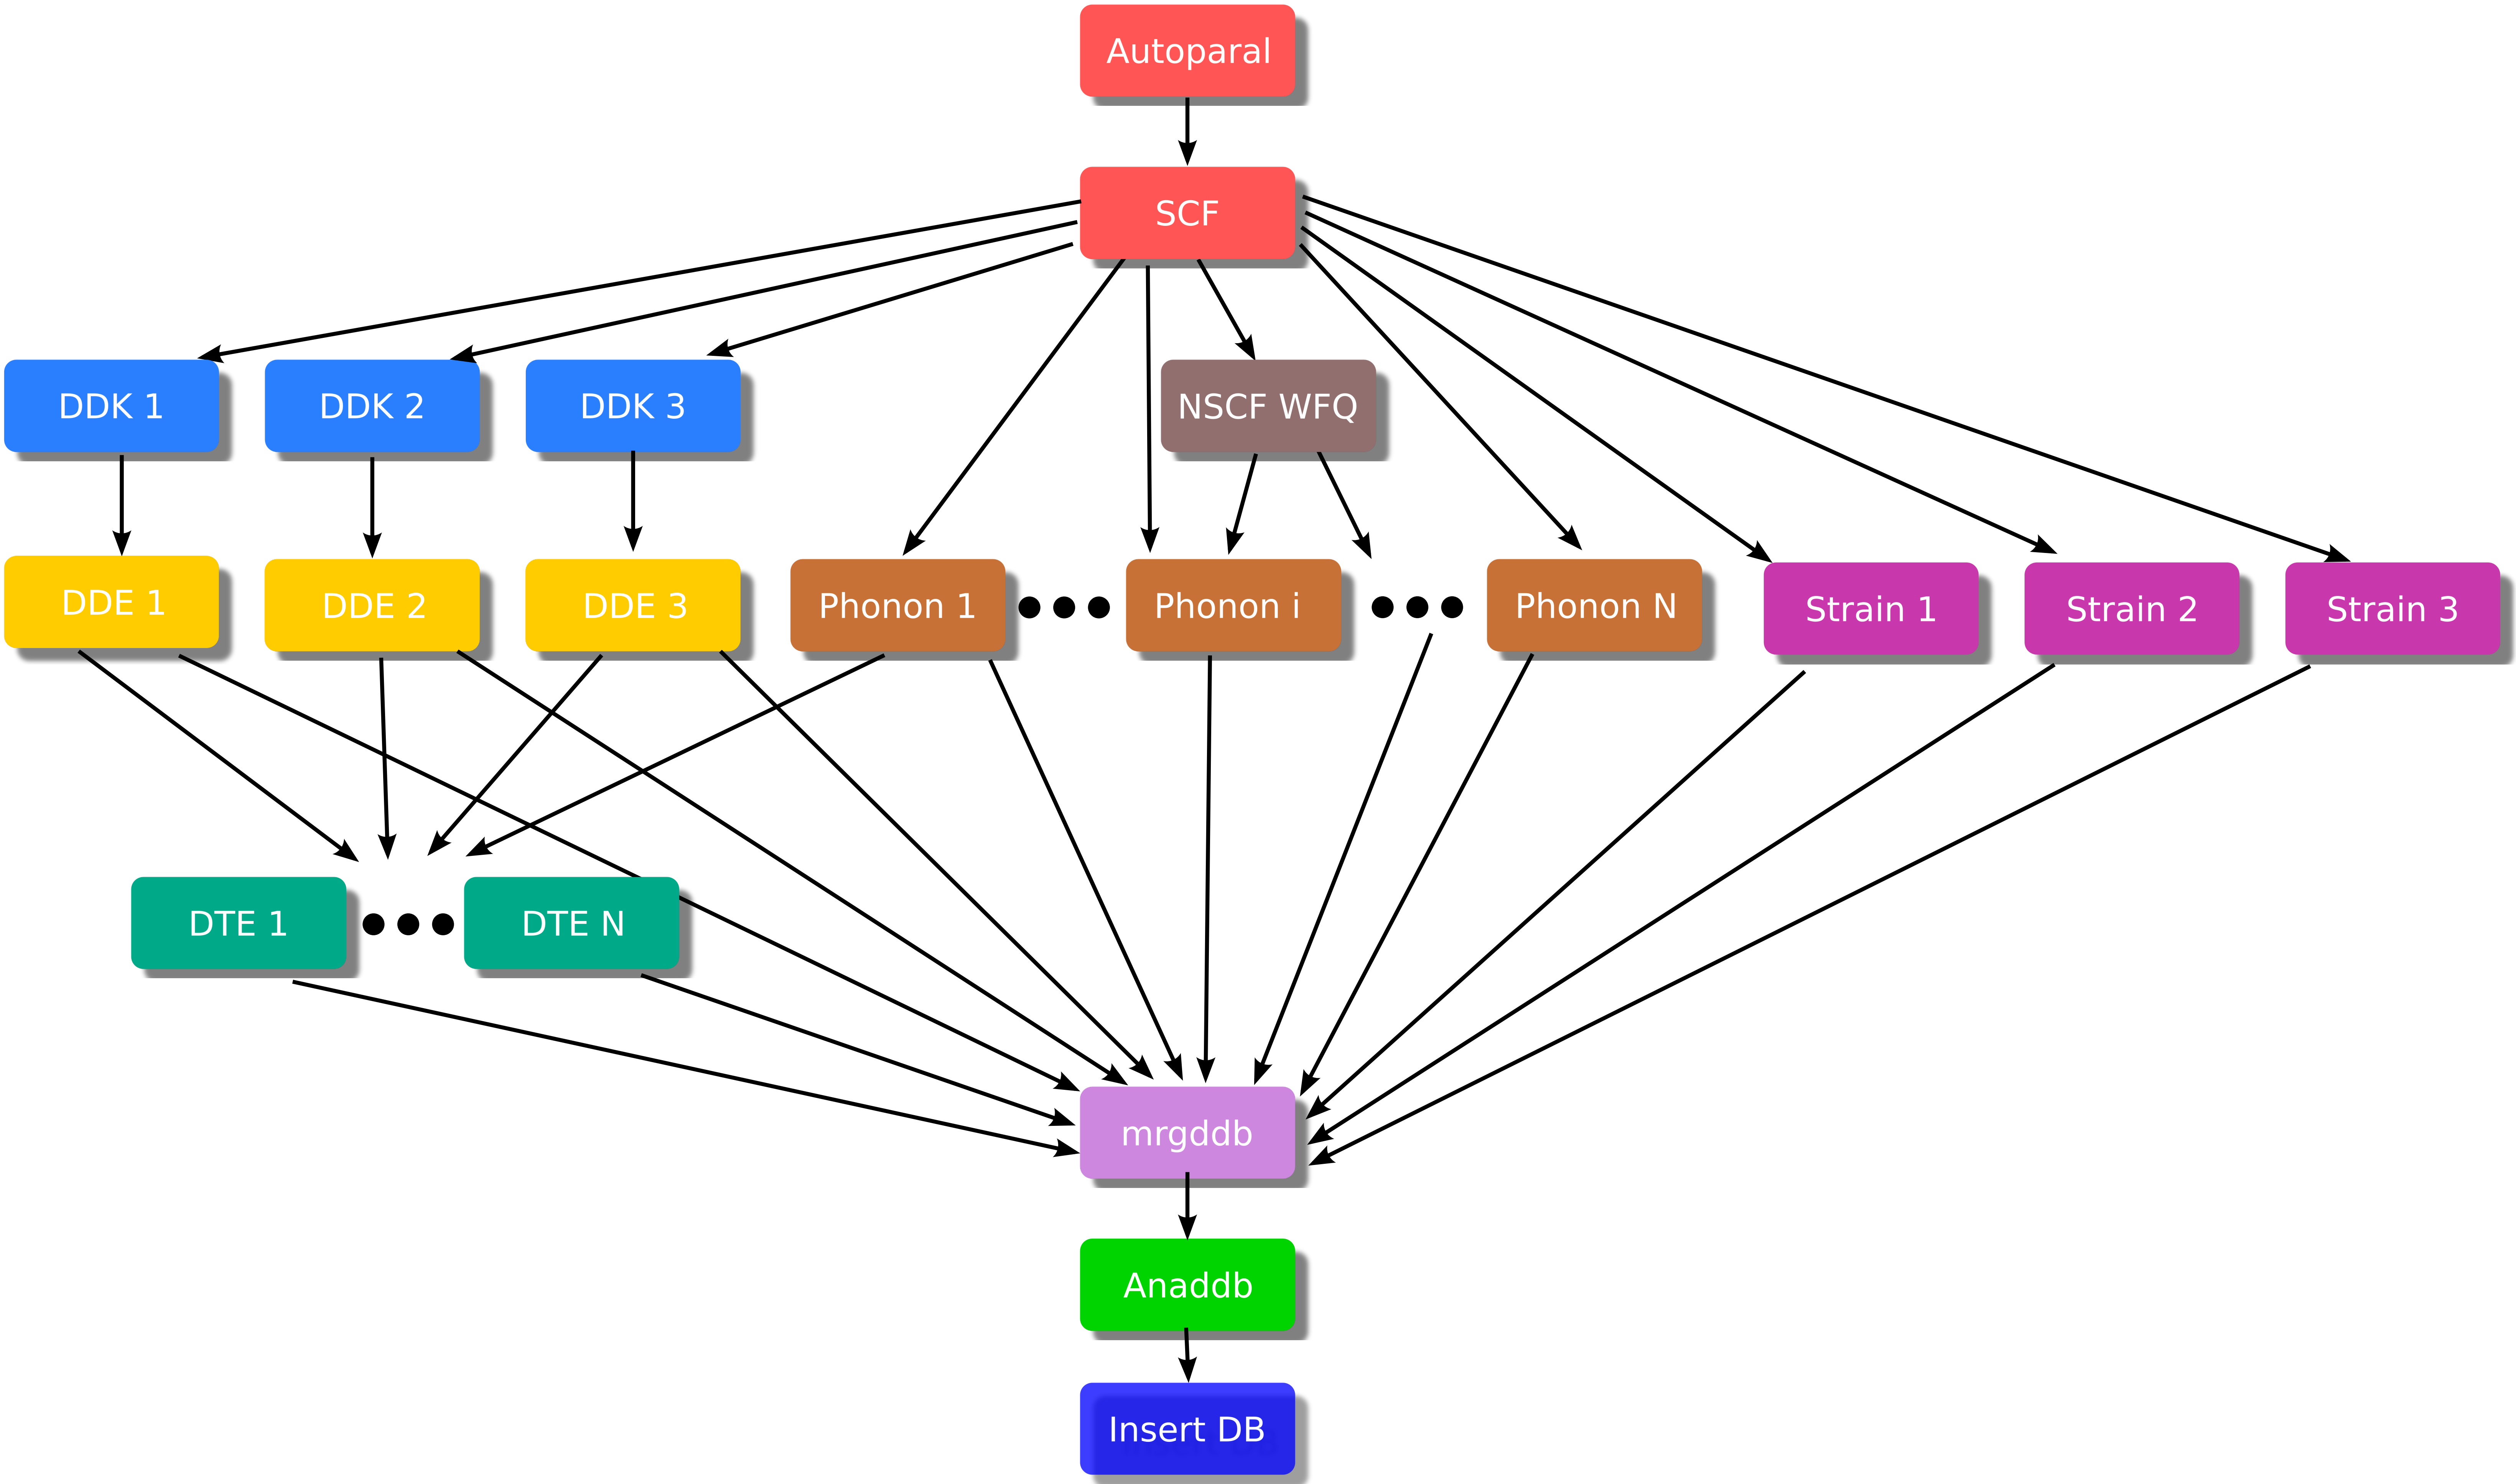 Autoparal
SCF
DDK 1
DDK 2
DDK 3
NSCF WFQ
DDE 1
DDE 2
DDE 3
Phonon 1
Phonon i
Phonon N
Strain 1
Strain 2
Strain 3
DTE 1
DTE N
mrgddb
Anaddb
Insert DB